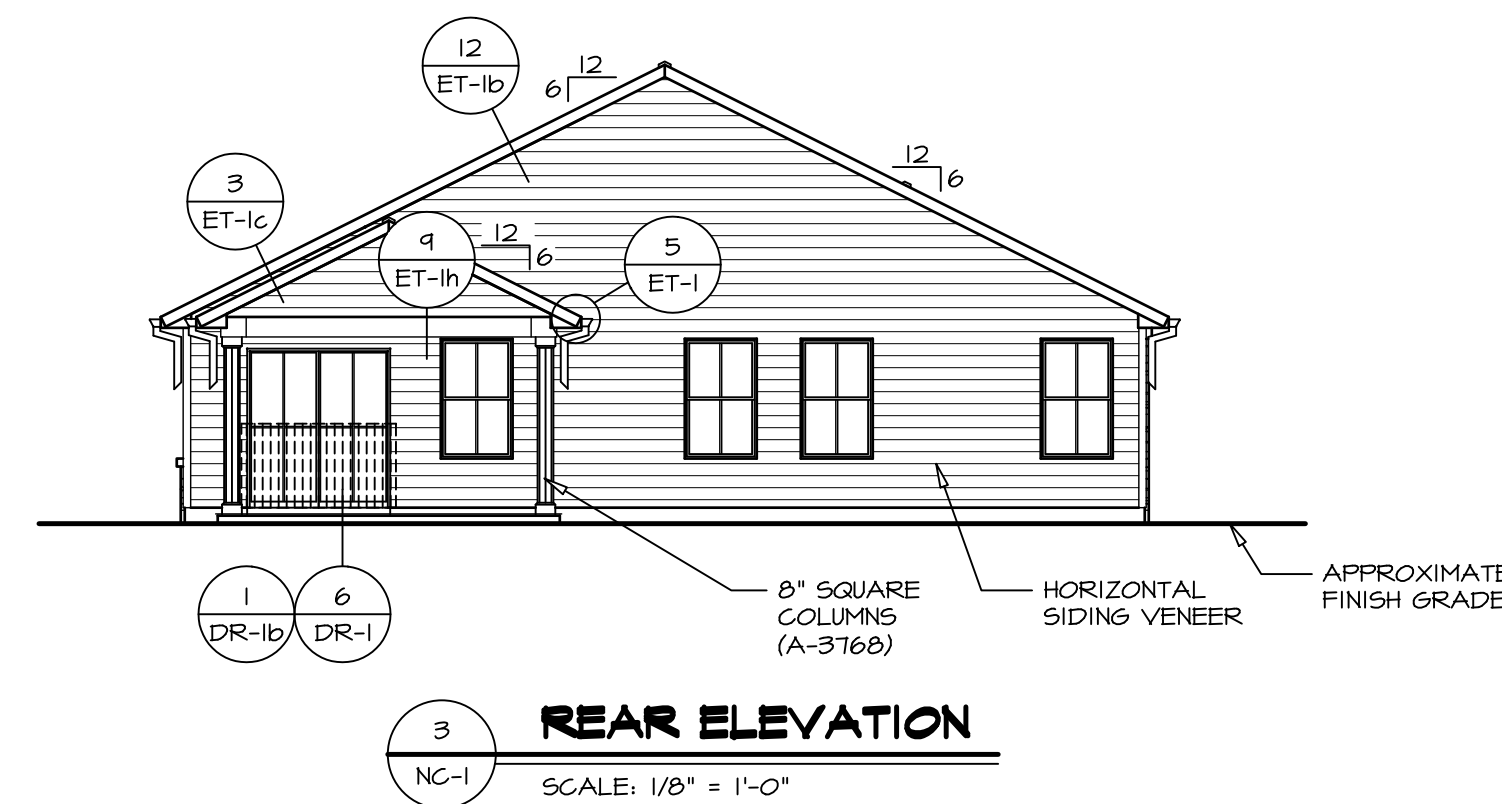 12
ET-1b
12
6
12
6
3
ET-1c
9
ET-1h
12
6
5
ET-1
1
DR-1b
6
DR-1
8" SQUARE
COLUMNS
(A-3768)
HORIZONTAL
SIDING VENEER
APPROXIMATE
FINISH GRADE
3
NC-1
REAR ELEVATION
SCALE: 1/8" = 1'-0"